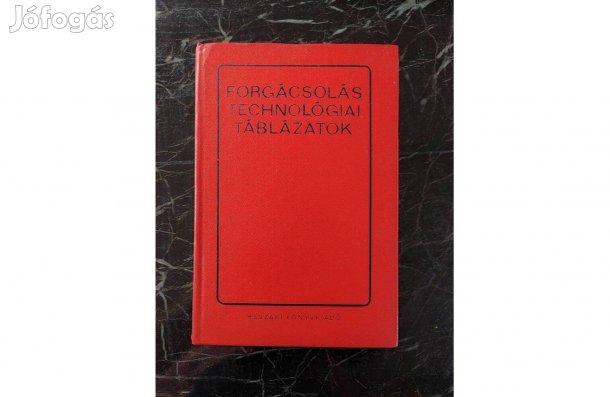 Jófogás
FORGÁCSOLÁS
TECHNOLÓGIAI
TÁBLÁZATOK
MŰSZAKI KÖNYVKIADÓ